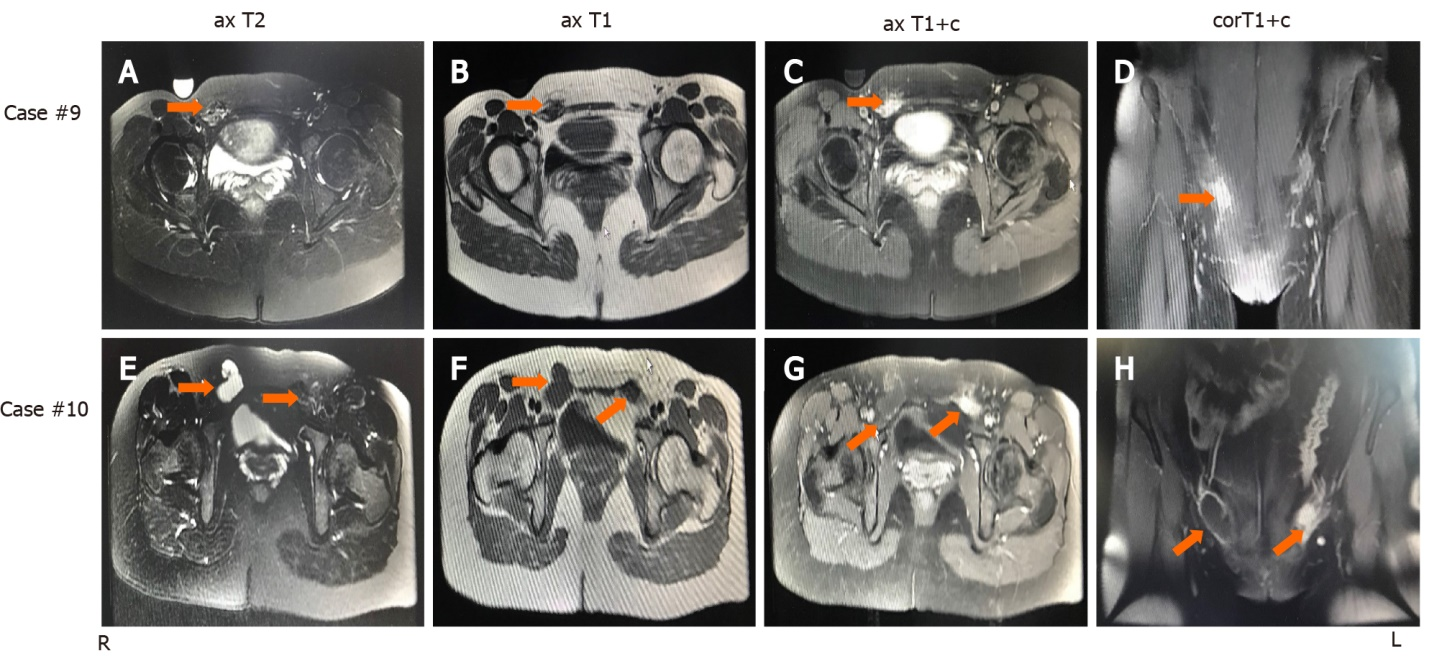 ax T2 ax T1 ax T1+c corT1+c
Case #9 A B C D
Case #10 E F G H
R L